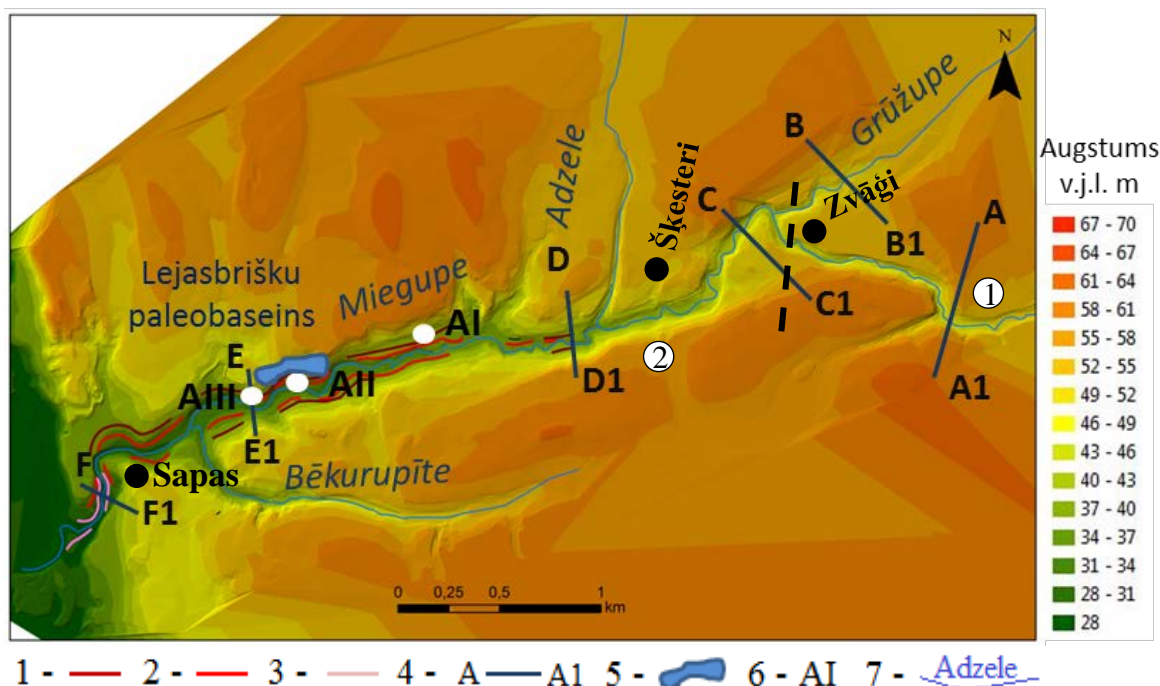 N
Adzele
Šķesteri
B
Grūžupe
Zvāģi
C
A
B1
D
C1
1
Lejasbrišku
paleobaseins
Miegupe
AI
2
E
AII
D1
A1
AIII
E1
F
Sapas
Bēkurupīte
F1
0 0,25 0,5 1
km
Augstums
v.j.l. m
67 - 70
64 - 67
61 - 64
58 - 61
55 - 58
52 - 55
49 - 52
46 - 49
43 - 46
40 - 43
37 - 40
34 - 37
31 - 34
28 - 31
28
1 - 2 - 3 - 4 - A A1 5 - 6 - AI 7 - Adzele